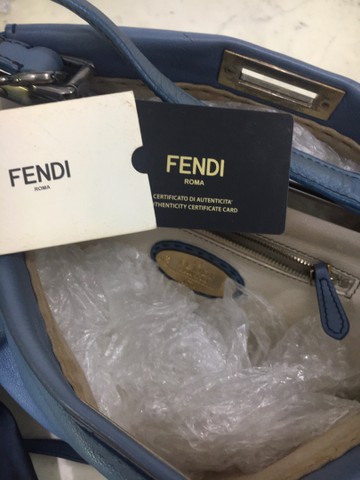 FENDI
ROMA
FENDI
ROMA
CERTIFICATO DI AUTENTICITA'
AUTHENTICITY CERTIFICATE CARD